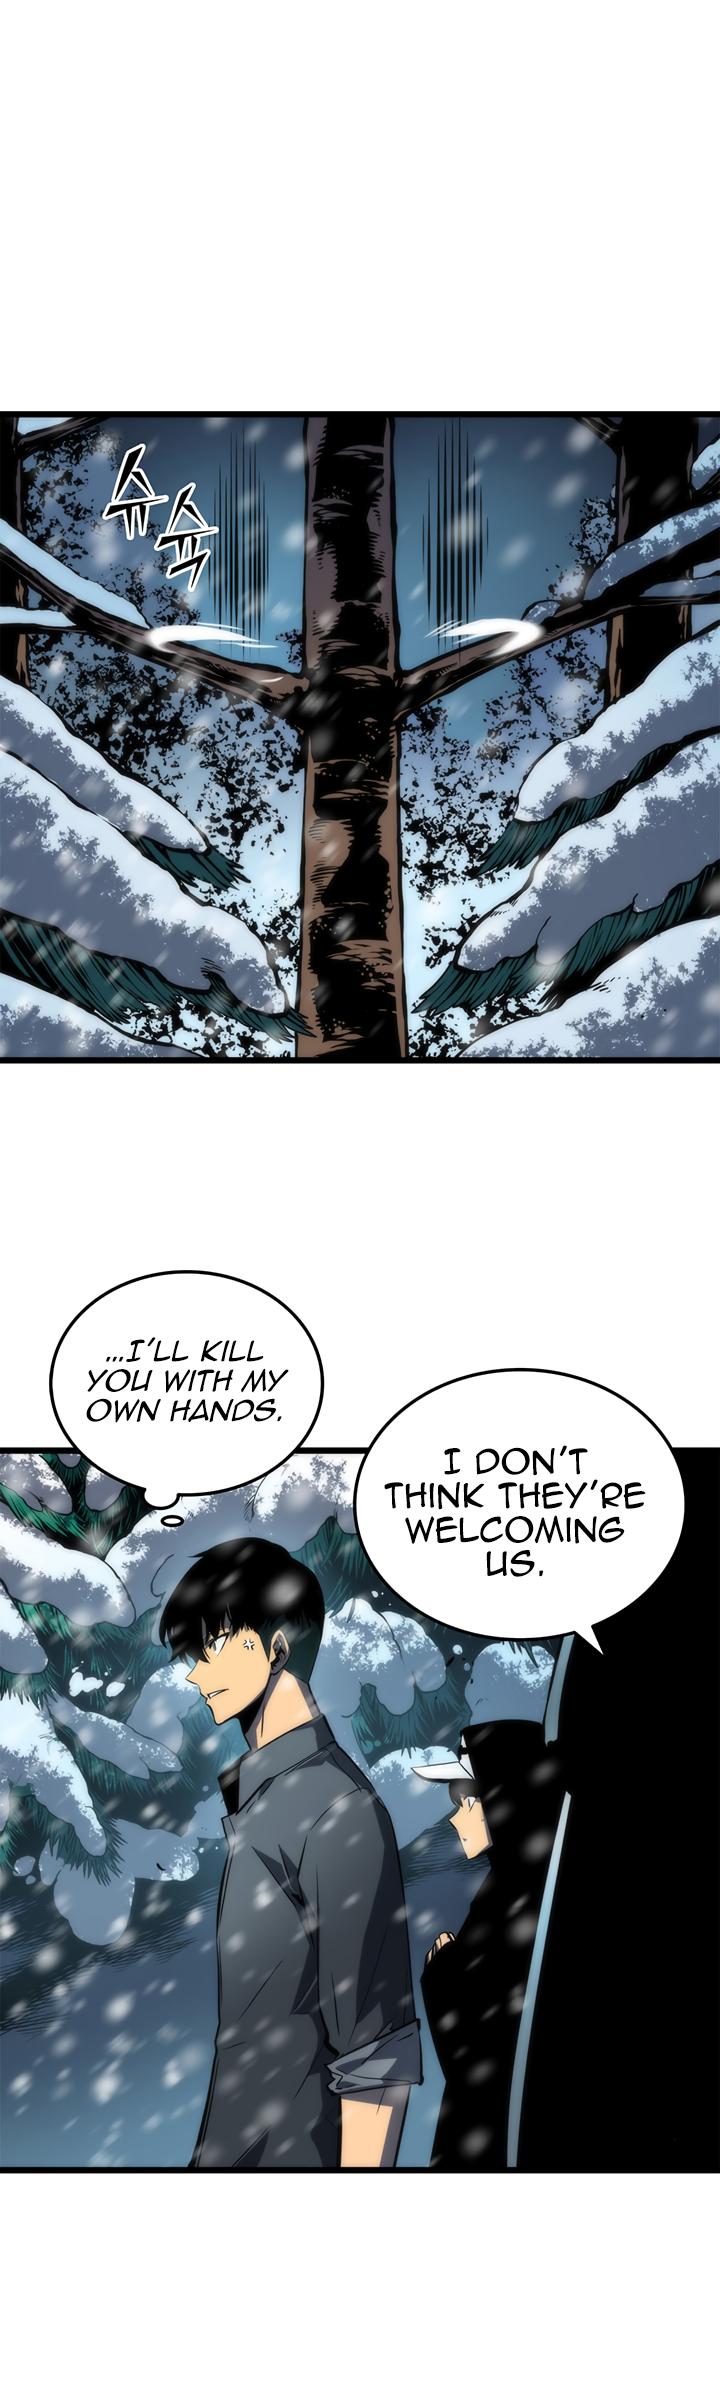 슈슉
...I'LL KILL
YOU WITH MY
OWN HANDS.
I DON'T
THINK THEY'RE
WELCOMING
US.